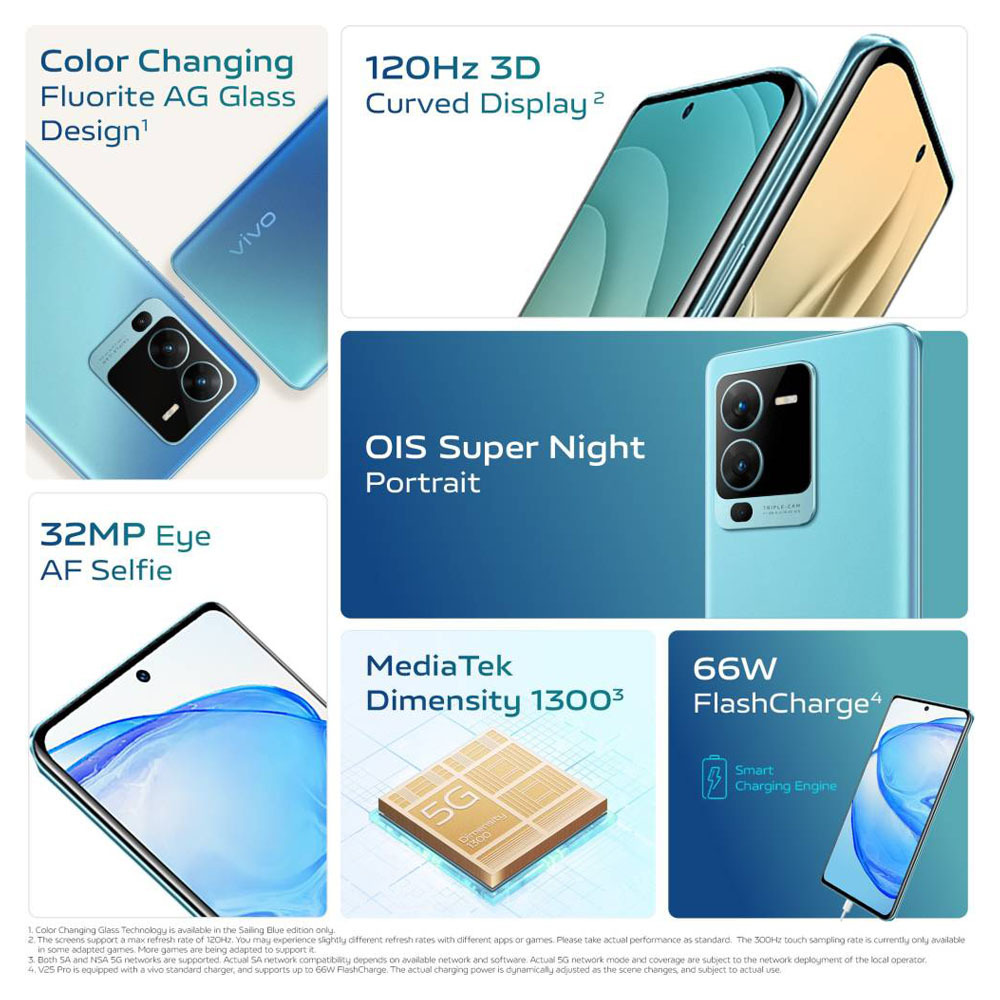 Color Changing
Fluorite AG Glass
Design¹
vivo
120Hz 3D
Curved Display²
OIS Super Night
Portrait
TRIPLE CAM
32MP Eye
AF Selfie
MediaTek
Dimensity 1300³
5G
Dimensity
1300
66W
FlashCharge⁴
Smart
Charging Engine
1. Color Changing Glass Technology is available in the Sailing Blue edition only.
2. The screens support a max refresh rate of 120Hz. You may experience slightly different refresh rates with different apps or games. Please take actual performance as standard. The 300Hz touch sampling rate is currently only available
in some adapted games. More games are being adapted to support it.
3. Both SA and NSA 5G networks are supported. Actual SA network compatibility depends on available network and software. Actual 5G network mode and coverage are subject to the network deployment of the local operator.
4. V25 Pro is equipped with a vivo standard charger, and supports up to 66W FlashCharge. The actual charging power is dynamically adjusted as the scene changes, and subject to actual use.